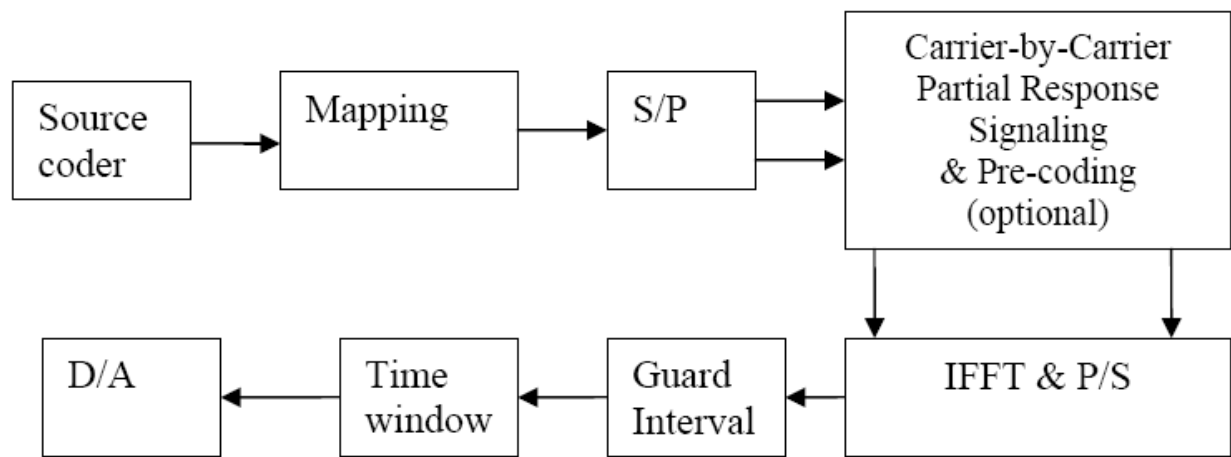 Source
coder
Mapping
S/P
Carrier-by-Carrier
Partial Response
Signaling
& Pre-coding
(optional)
D/A
Time
window
Guard
Interval
IFFT & P/S